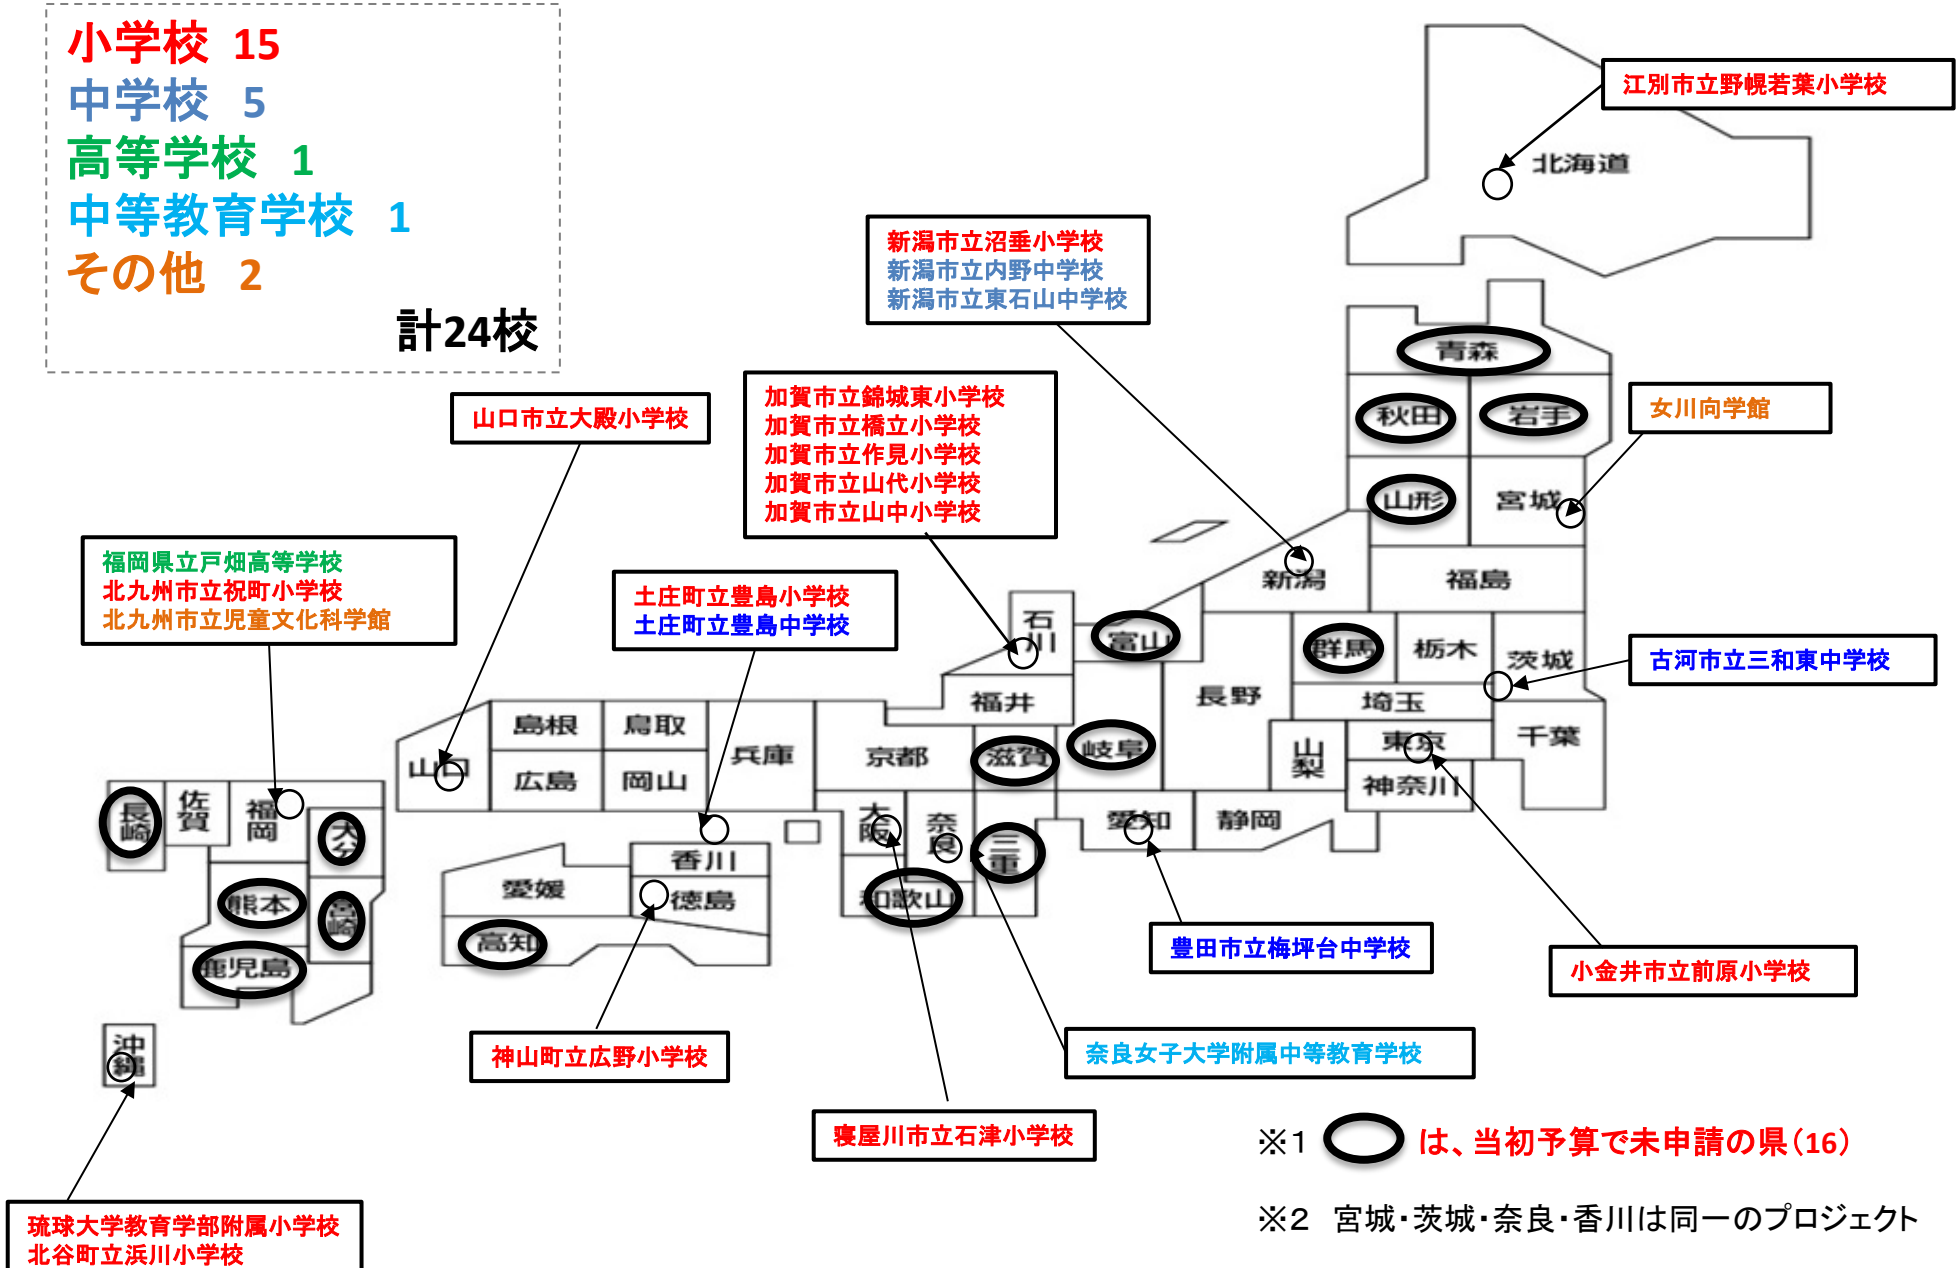 小学校 15
中学校 5
高等学校 1
中等教育学校 1
その他 2
計24校
江別市立野幌若葉小学校
北海道
新潟市立沼垂小学校
新潟市立内野中学校
新潟市立東石山中学校
青森
秋田
岩手
女川向学館
山形
宮城
加賀市立錦城東小学校
加賀市立橋立小学校
加賀市立作見小学校
加賀市立山代小学校
加賀市立山中小学校
山口市立大殿小学校
福岡県立戸畑高等学校
北九州市立祝町小学校
北九州市立児童文化科学館
土庄町立豊島小学校
土庄町立豊島中学校
新潟
福島
石川
富山
群馬
栃木
茨城
古河市立三和東中学校
福井
長野
埼玉
島根
鳥取
兵庫
京都
滋賀
岐阜
山梨
東京
千葉
山口
広島
岡山
神奈川
長崎
佐賀
福岡
大分
大阪
奈良
三重
愛知
静岡
香川
愛媛
徳島
和歌山
熊本
宮崎
高知
鹿児島
豊田市立梅坪台中学校
小金井市立前原小学校
沖縄
神山町立広野小学校
奈良女子大学附属中等教育学校
寝屋川市立石津小学校
※1 は、当初予算で未申請の県（16）
※2 宮城・茨城・奈良・香川は同一のプロジェクト
琉球大学教育学部附属小学校
北谷町立浜川小学校